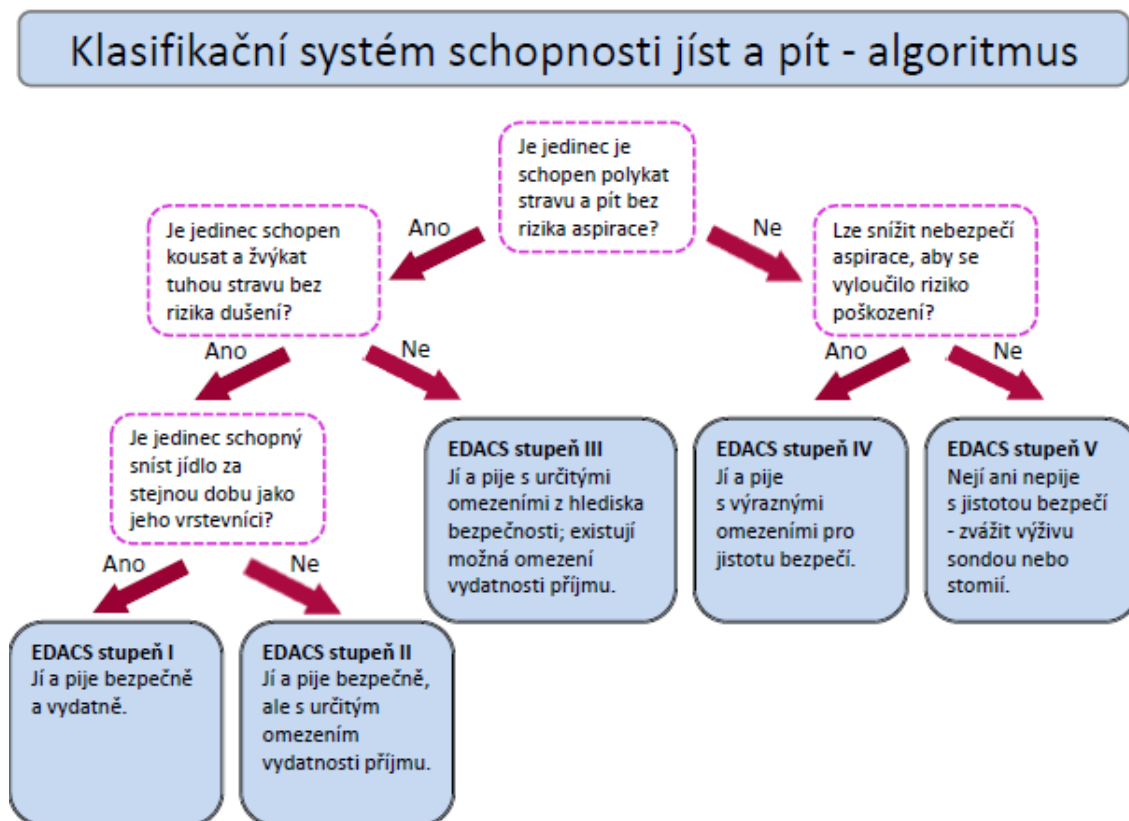 Klasifikační systém schopnosti jíst a pít - algoritmus
Je jedinec je
schopen polykat
stravu a pít bez
rizika aspirace?
Ano
Ne
Je jedinec schopen
kousat a žvýkat
tuhou stravu bez
rizika dušení?
Lze snížit nebezpečí
aspirace, aby se
vyloučilo riziko
poškození?
Ano
Ne
Ano
Ne
Je jedinec schopný
sníst jídlo za
stejnou dobu jako
jeho vrstevníci?
EDACS stupeň III
Jí a pije s určitými
omezeními z hlediska
bezpečnosti; existují
možná omezení
vydatnosti příjmu.
EDACS stupeň IV
Jí a pije
s výraznými
omezeními pro
jistotu bezpečí.
EDACS stupeň V
Nejí ani nepije
s jistotou bezpečí
- zvážit výživu
sondou nebo
stomií.
Ano
Ne
EDACS stupeň I
Jí a pije bezpečně
a vydatně.
EDACS stupeň II
Jí a pije bezpečně,
ale s určitým
omezením
vydatnosti příjmu.